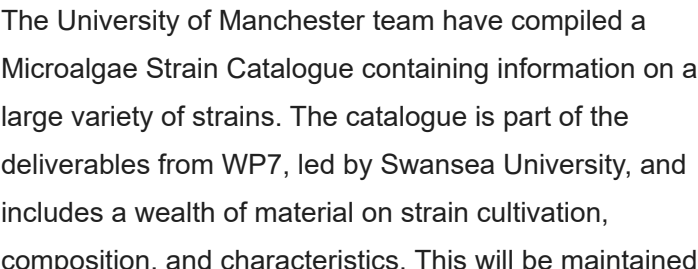 The University of Manchester team have compiled a
Microalgae Strain Catalogue containing information on a
large variety of strains. The catalogue is part of the
deliverables from WP7, led by Swansea University, and
includes a wealth of material on strain cultivation,
composition, and characteristics. This will be maintained